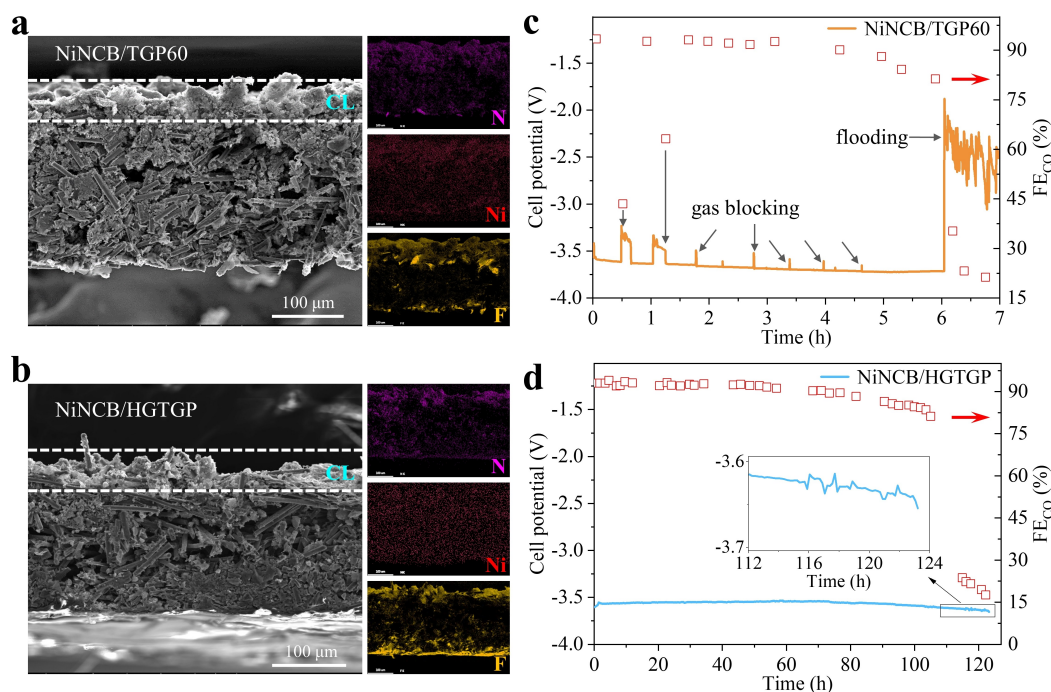 a
NiNCB/TGP60
CL
100 μm
N
Ni
F
b
NiNCB/HGTGP
CL
100 μm
N
Ni
F
c
NiNCB/TGP60
flooding
gas blocking
Cell potential (V)
-1.5
-2.0
-2.5
-3.0
-3.5
-4.0
FE_CO (%)
105
90
75
60
45
30
15
0 1 2 3 4 5 6 7
Time (h)
d
NiNCB/HGTGP
Cell potential (V)
-1.5
-2.0
-2.5
-3.0
-3.5
-4.0
FE_CO (%)
90
75
60
45
30
15
0
-3.6
-3.7
112 116 120 124
Time (h)
0 20 40 60 80 100 120
Time (h)